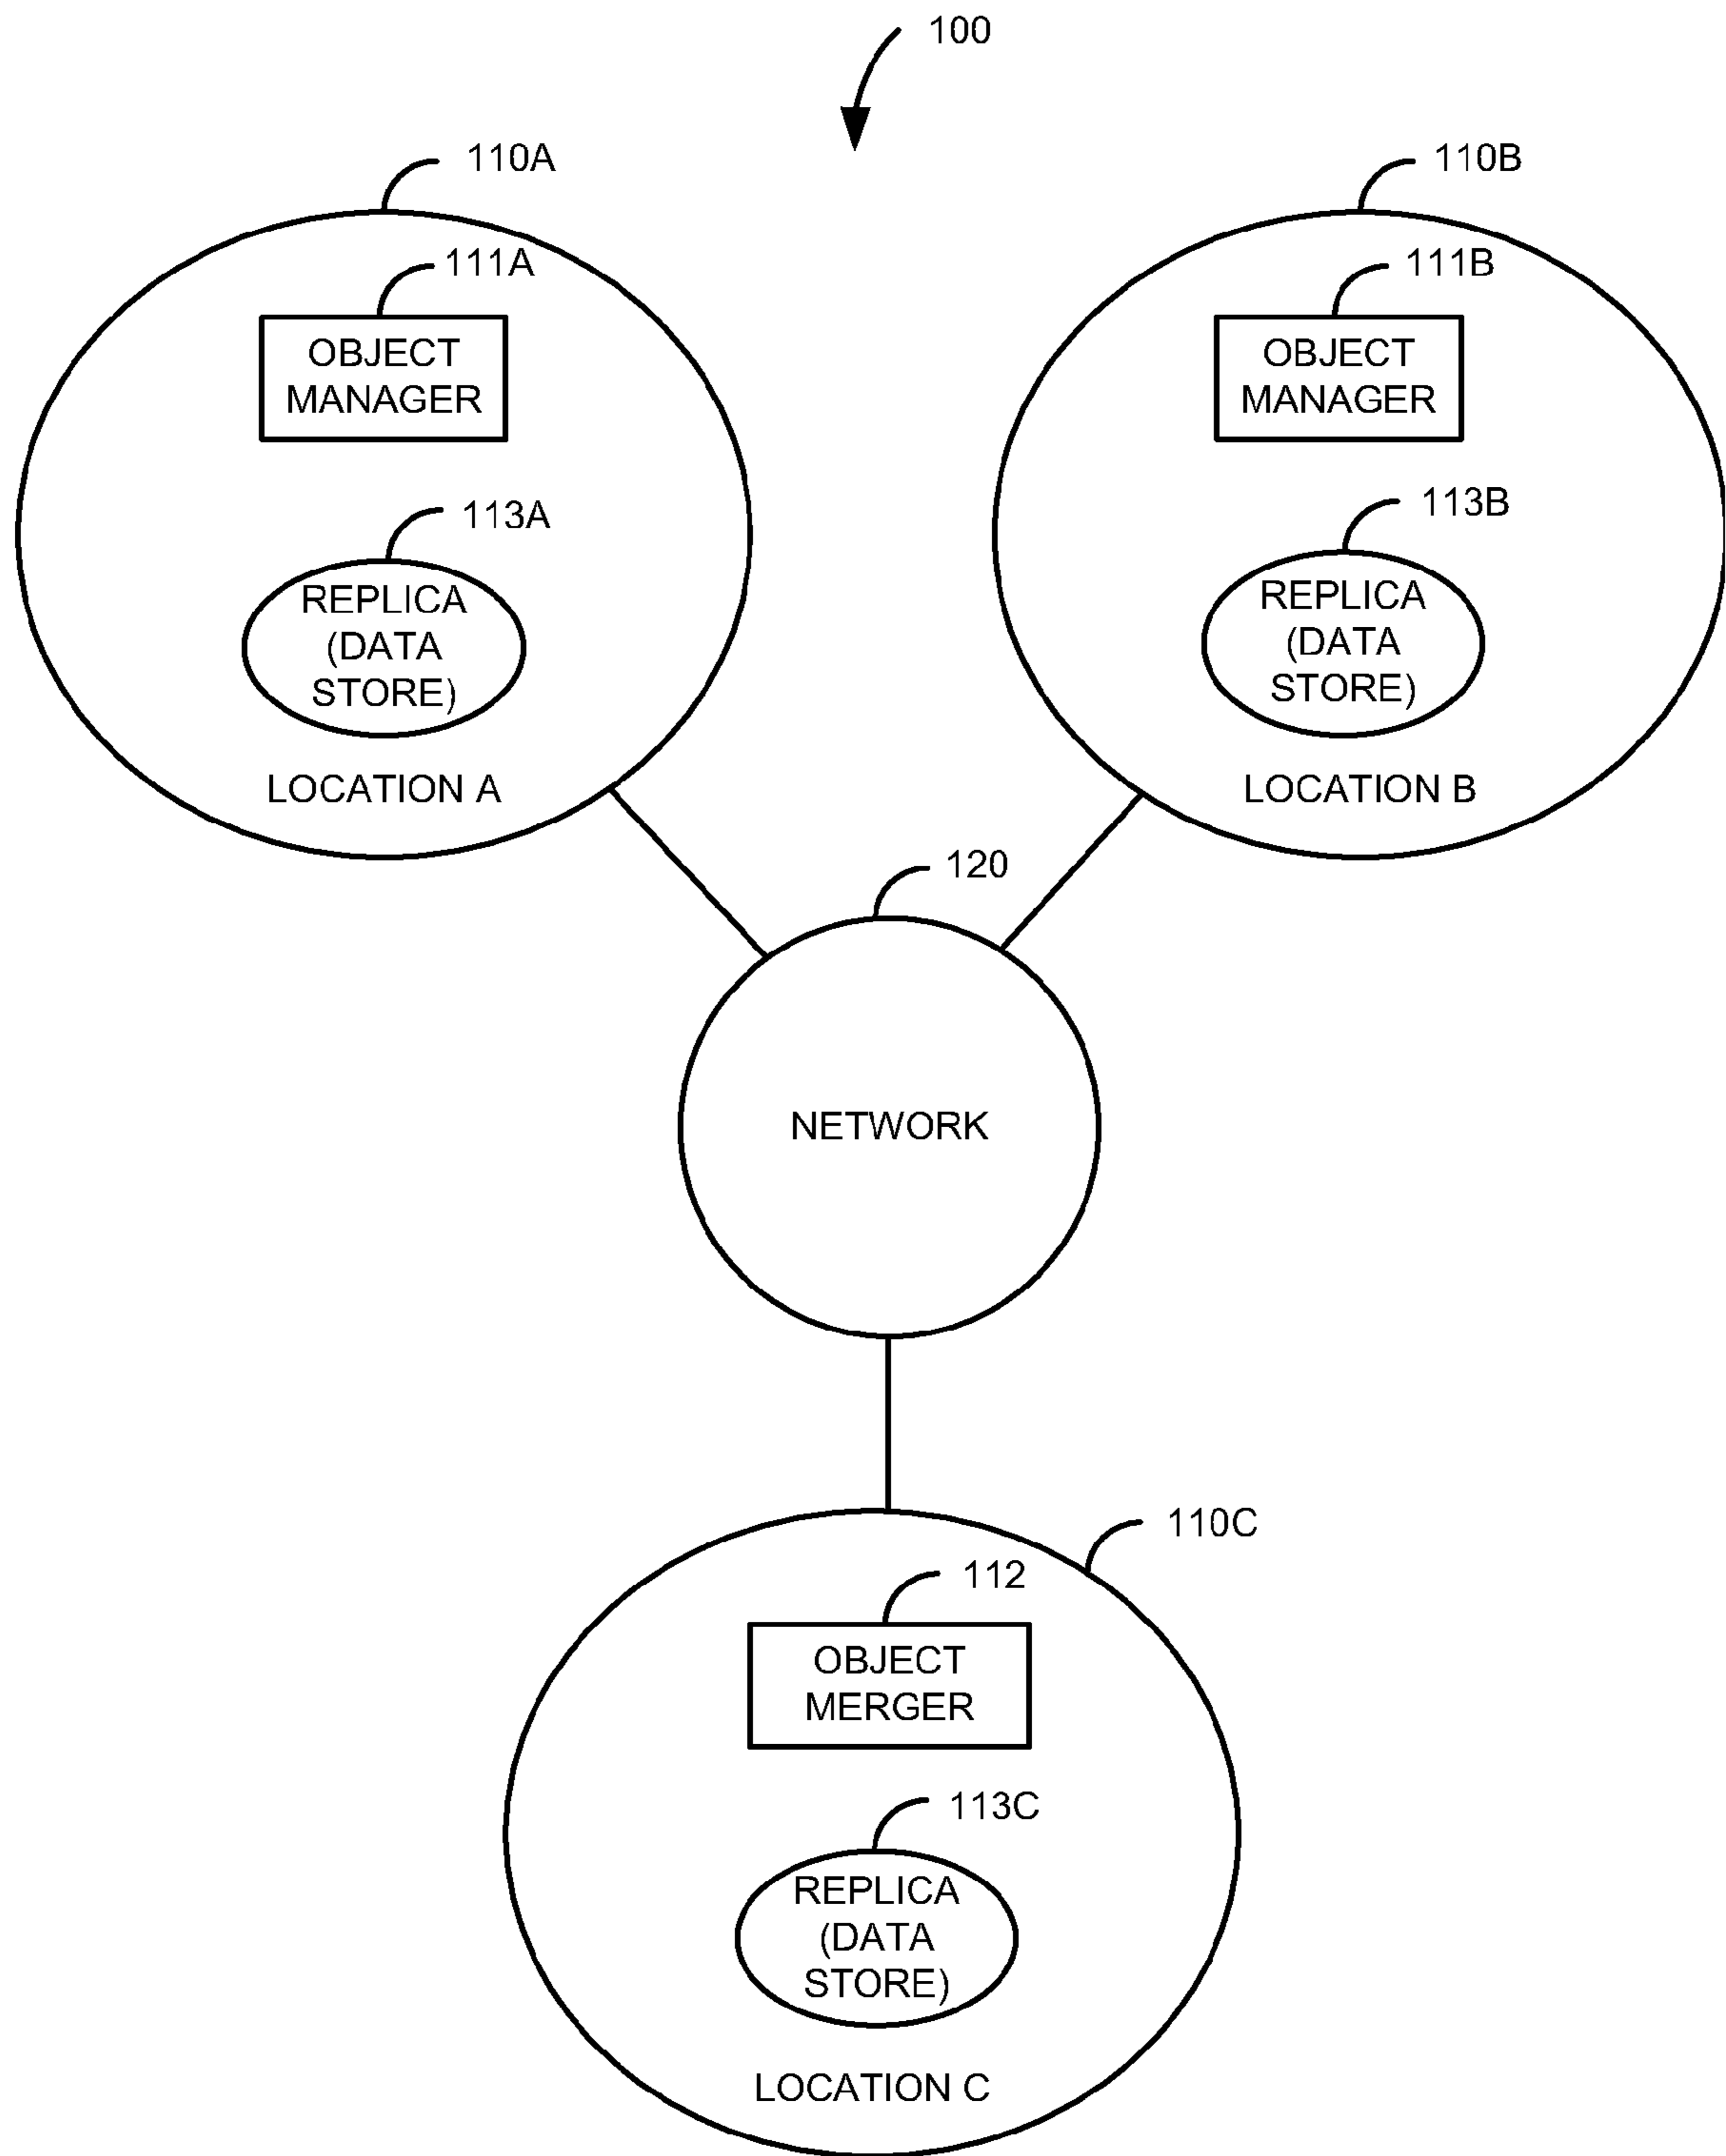 100
110A
110B
111A
111B
OBJECT
MANAGER
OBJECT
MANAGER
113A
113B
REPLICA
(DATA
STORE)
REPLICA
(DATA
STORE)
LOCATION A
LOCATION B
120
NETWORK
110C
112
OBJECT
MERGER
113C
REPLICA
(DATA
STORE)
LOCATION C